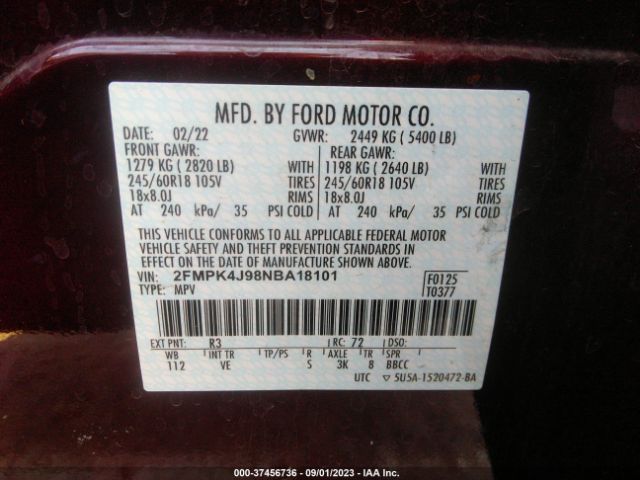 MFD. BY FORD MOTOR CO.
DATE: 02/22 GVWR: 2449 KG ( 5400 LB)
FRONT GAWR: REAR GAWR:
1279 KG ( 2820 LB) WITH 1198 KG ( 2640 LB) WITH
245/60R18 105V TIRES 245/60R18 105V TIRES
18x8.0J RIMS 18x8.0J RIMS
AT 240 kPa/ 35 PSI COLD AT 240 kPa/ 35 PSI COLD
THIS VEHICLE CONFORMS TO ALL APPLICABLE FEDERAL MOTOR
VEHICLE SAFETY AND THEFT PREVENTION STANDARDS IN
EFFECT ON THE DATE OF MANUFACTURE SHOWN ABOVE.
VIN: 2FMPK4J98NBA18101 F0125
TYPE: MPV T0377
EXT PNT: R3 RC: 72 DSO:
WB INT TR TP/PS R AXLE TR SPR
112 VE S 3K 8 BBCC
UTC ▽ 5U5A-1520472-BA
000-37456736 - 09/01/2023 - IAA Inc.